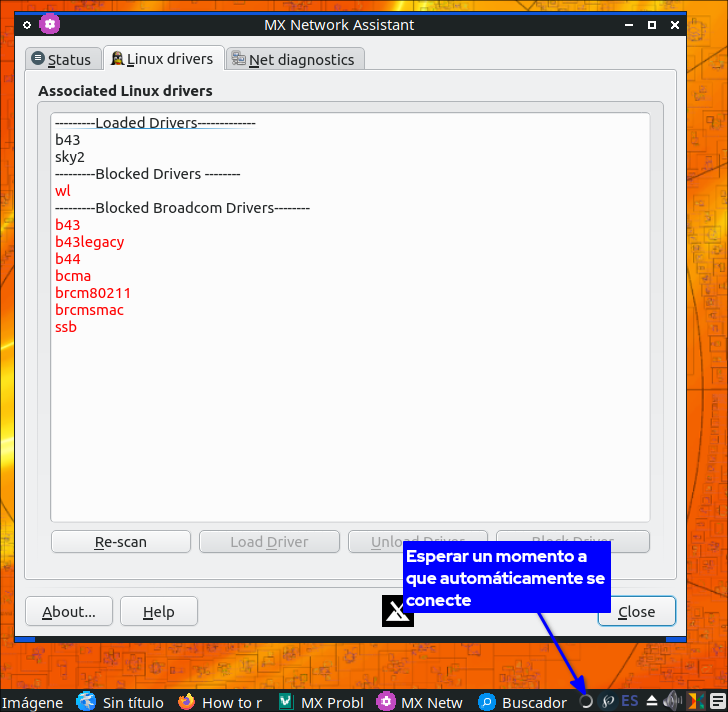 MX Network Assistant
Status
Linux drivers
Net diagnostics
Associated Linux drivers
---------Loaded Drivers-------------
b43
sky2
---------Blocked Drivers --------
wl
---------Blocked Broadcom Drivers--------
b43
b43legacy
b44
bcma
brcm80211
brcmsmac
ssb
Re-scan
Load Driver
Unload Driver
Block Driver
Esperar un momento a
que automáticamente se
conecte
About...
Help
Close
Imágene
Sin título
How to r
MX Probl
MX Netw
Buscador
ES